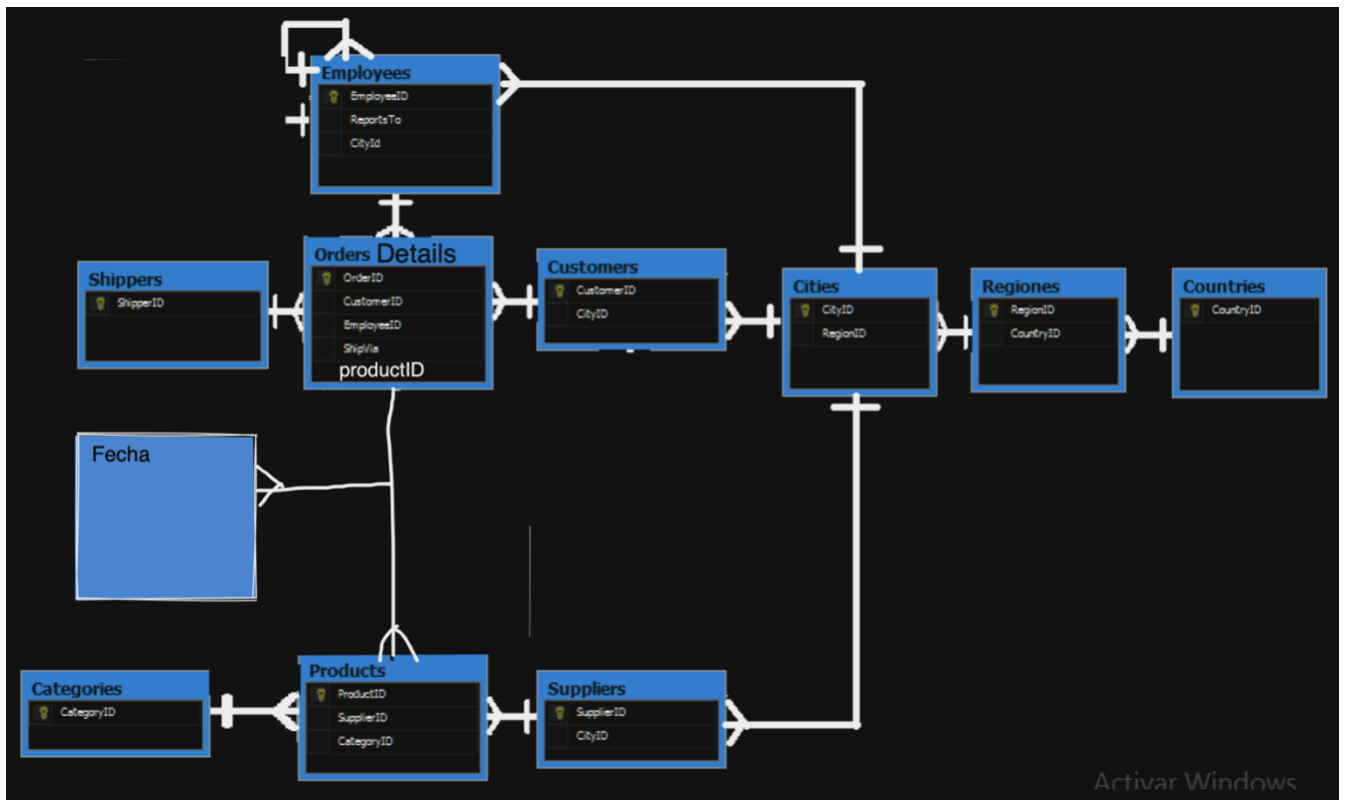 Employees
EmployeeID
ReportsTo
CityId
Orders Details
OrderID
CustomerID
EmployeeID
ShipVia
productID
Shippers
ShipperID
Customers
CustomerID
CityID
Cities
CityID
RegionID
Regiones
RegionID
CountryID
Countries
CountryID
Fecha
Categories
CategoryID
Products
ProductID
SupplierID
CategoryID
Suppliers
SupplierID
CityID
Activar Windows